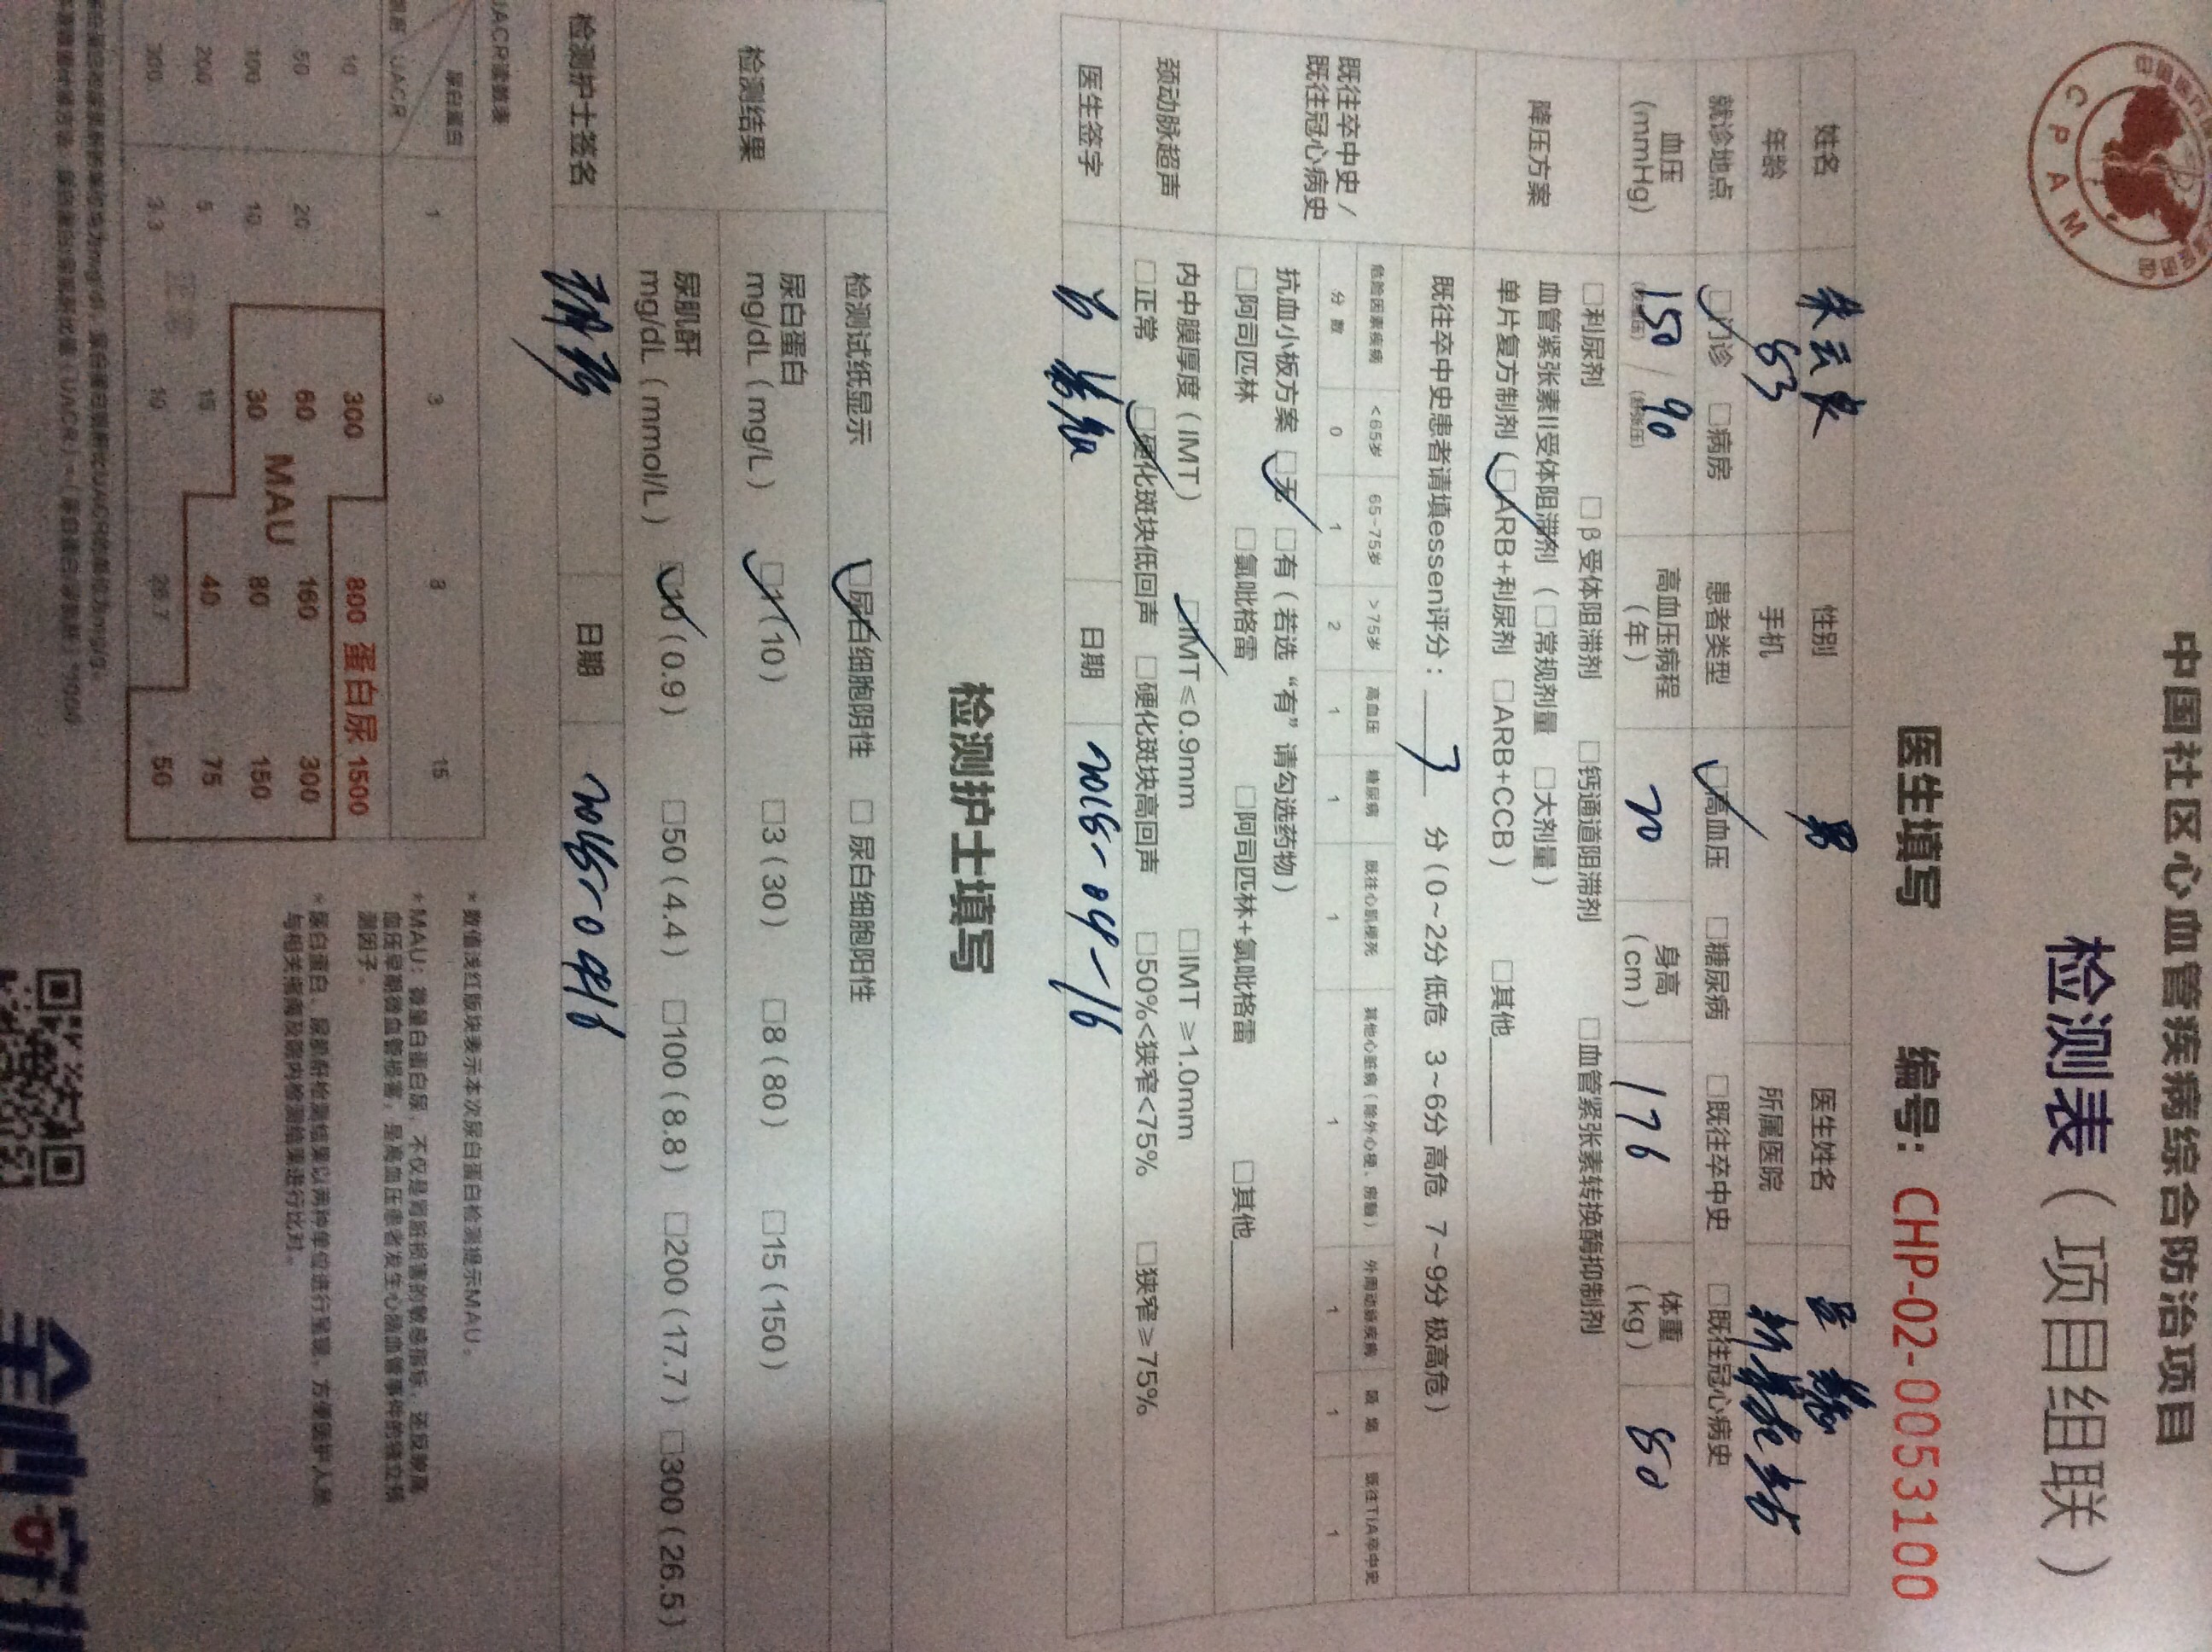 CPAM
中国社区心血管疾病综合防治项目
检测表（项目组联）
医生填写 编号: CHP-02-0053100
姓名 朱云良 性别 男 医生姓名 吕
年龄 83 手机 所属医院
就诊地点 □门诊 □病房 患者类型 □高血压 □糖尿病 □既往卒中史 □既往冠心病史
血压 (mmHg) 150 (收缩压) / 90 (舒张压) 高血压病程（年） 20 身高（cm） 176 体重（kg） 80
降压方案 □利尿剂 □β受体阻滞剂 □钙通道阻滞剂 □血管紧张素转换酶抑制剂
血管紧张素II受体阻滞剂（□常规剂量 □大剂量）
单片复方制剂（□ARB+利尿剂 □ARB+CCB） □其他
既往卒中史/既往冠心病史
既往卒中史患者请填essen评分: 3 分（0~2分 低危 3~6分 高危 7~9分 极高危）
危险因素疾病 <65岁 65-75岁 >75岁 高血压 糖尿病 既往心肌梗死 其他心脏病（除外心梗、房颤） 外周动脉疾病 吸烟 既往TIA卒中史
分数 0 1 2 1 1 1 1 1 1 1
抗血小板方案 □无 □有（若选“有”请勾选药物）
□阿司匹林 □氯吡格雷 □阿司匹林+氯吡格雷 □其他
颈动脉超声 内中膜厚度（IMT） □IMT≤0.9mm □IMT ≥1.0mm
□正常 □硬化斑块低回声 □硬化斑块高回声 □50%<狭窄<75% □狭窄≥75%
医生签字 吕 日期 2018-04-16
检测护士填写
检测结果 检测试纸显示 □尿白细胞阴性 □尿白细胞阳性
尿白蛋白 mg/dL（mg/L） □1（10） □3（30） □8（80） □15（150）
尿肌酐 mg/dL（mmol/L） □10（0.9） □50（4.4） □100（8.8） □200（17.7） □300（26.5）
检测护士签名 日期 2018-0416
UACR读数表
尿白蛋白 1 3 8 15
肌酐 UACR
10 300 800 蛋白尿 1500
50 20 60 160 300
MAU
100 10 30 80 150
200 5 15 40 75
正常
300 3.3 10 26.7 50
*数值浅红版块表示本次尿白蛋白检测提示MAU。
*MAU：微量白蛋白尿，不仅是肾脏损害的敏感指标，还反映高
血压早期微血管损害，是高血压患者发生心脑血管事件的独立预
测因子。
*尿白蛋白、尿肌酐检测结果以两种单位进行呈现，方便医护人员
与相关指南及院内检测结果进行比对。
尿白蛋白和尿肌酐的单位均为mg/dl，尿白蛋白肌酐比UACR的单位为mg/g。
尿白蛋白/尿肌酐比值（UACR）=（尿白蛋白/尿肌酐）*1000
全心